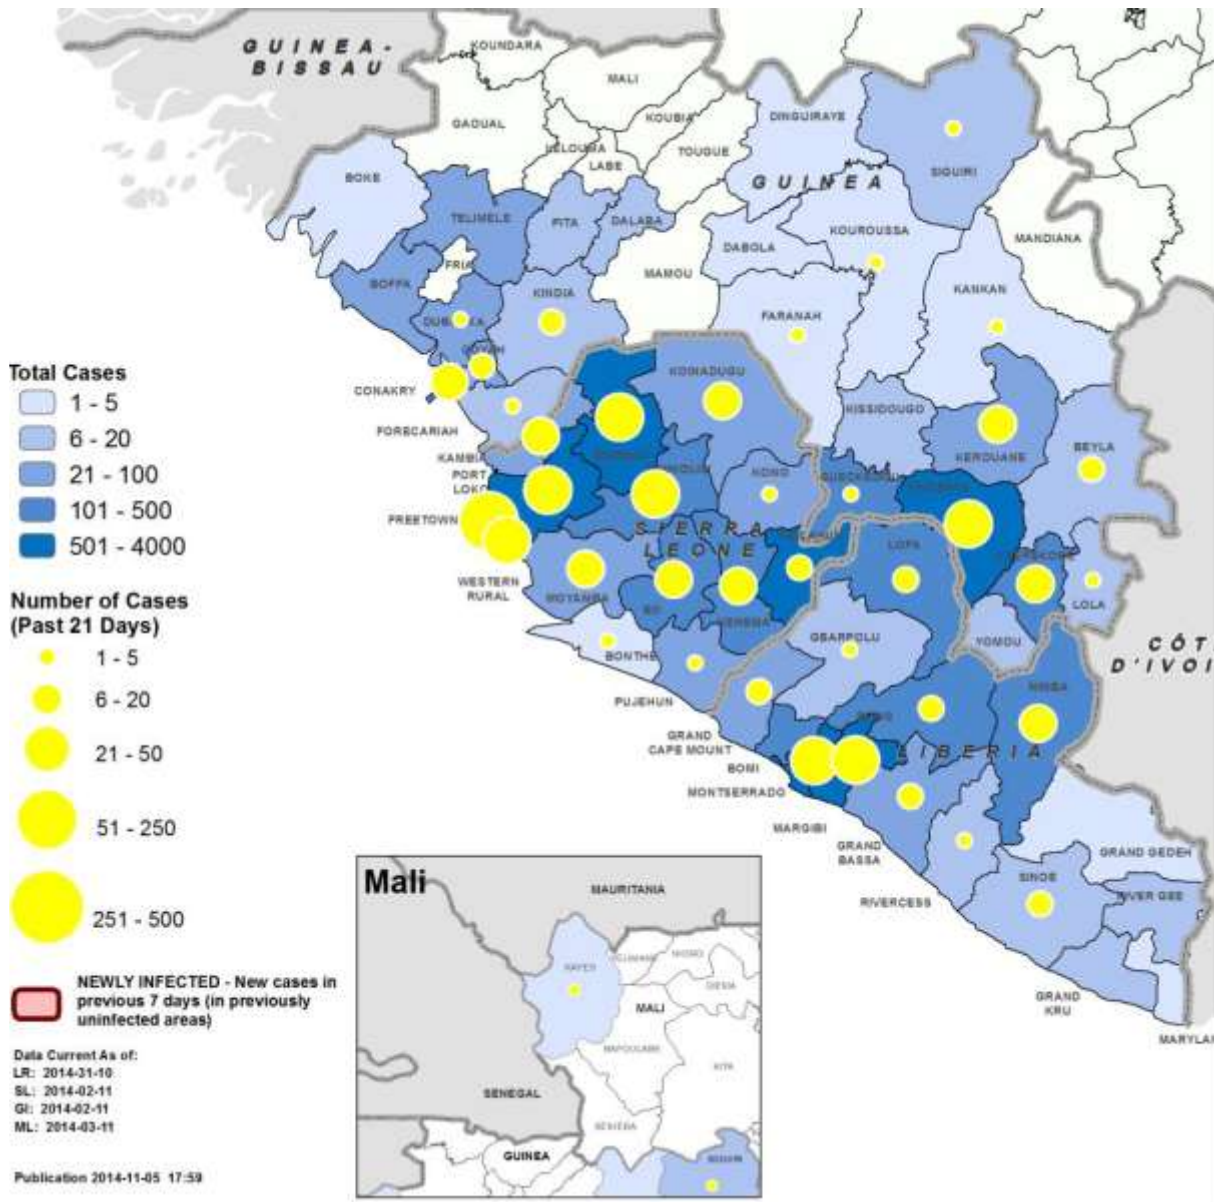 GUINEA-
BISSAU
KOUNDARA
MALI
GAOUAL
KOUBIA
LABE
TOUGUE
DINGUIRAYE
SIGUIRI
GUINEA
BOKE
TELIMELE
PITA
DALABA
FRIA
BOFFA
MAMOU
DABOLA
KOUROUSSA
MANDIANA
KANKAN
KINDIA
FARANAH
CONAKRY
FORECARIAH
KOINADUGU
KISSIDOUGO
KEROUANE
BEYLA
KAMBIA
PORT
LOKO
KONO
FREETOWN
SIERRA
LEONE
LOFA
WESTERN
RURAL
MOYAMBA
BO
KENEMA
LOLA
YOMOU
GBARPOLU
BONTHE
PUJEHUN
CÔT
D'IVOI
NIMBA
GRAND
CAPE MOUNT
BOMI
LIBERIA
MONTSERRADO
MARGIBI
GRAND
BASSA
RIVERCESS
GRAND GEDEH
SINOE
RIVER GEE
GRAND
KRU
MARYLA
Total Cases
1 - 5
6 - 20
21 - 100
101 - 500
501 - 4000
Number of Cases
(Past 21 Days)
1 - 5
6 - 20
21 - 50
51 - 250
251 - 500
NEWLY INFECTED - New cases in
previous 7 days (in previously
uninfected areas)
Data Current As of:
LR: 2014-31-10
SL: 2014-02-11
GI: 2014-02-11
ML: 2014-03-11
Publication 2014-11-05 17:59
Mali
MAURITANIA
KAYES
MALI
KITA
SENEGAL
KENIEBA
GUINEA
SIGUIRI